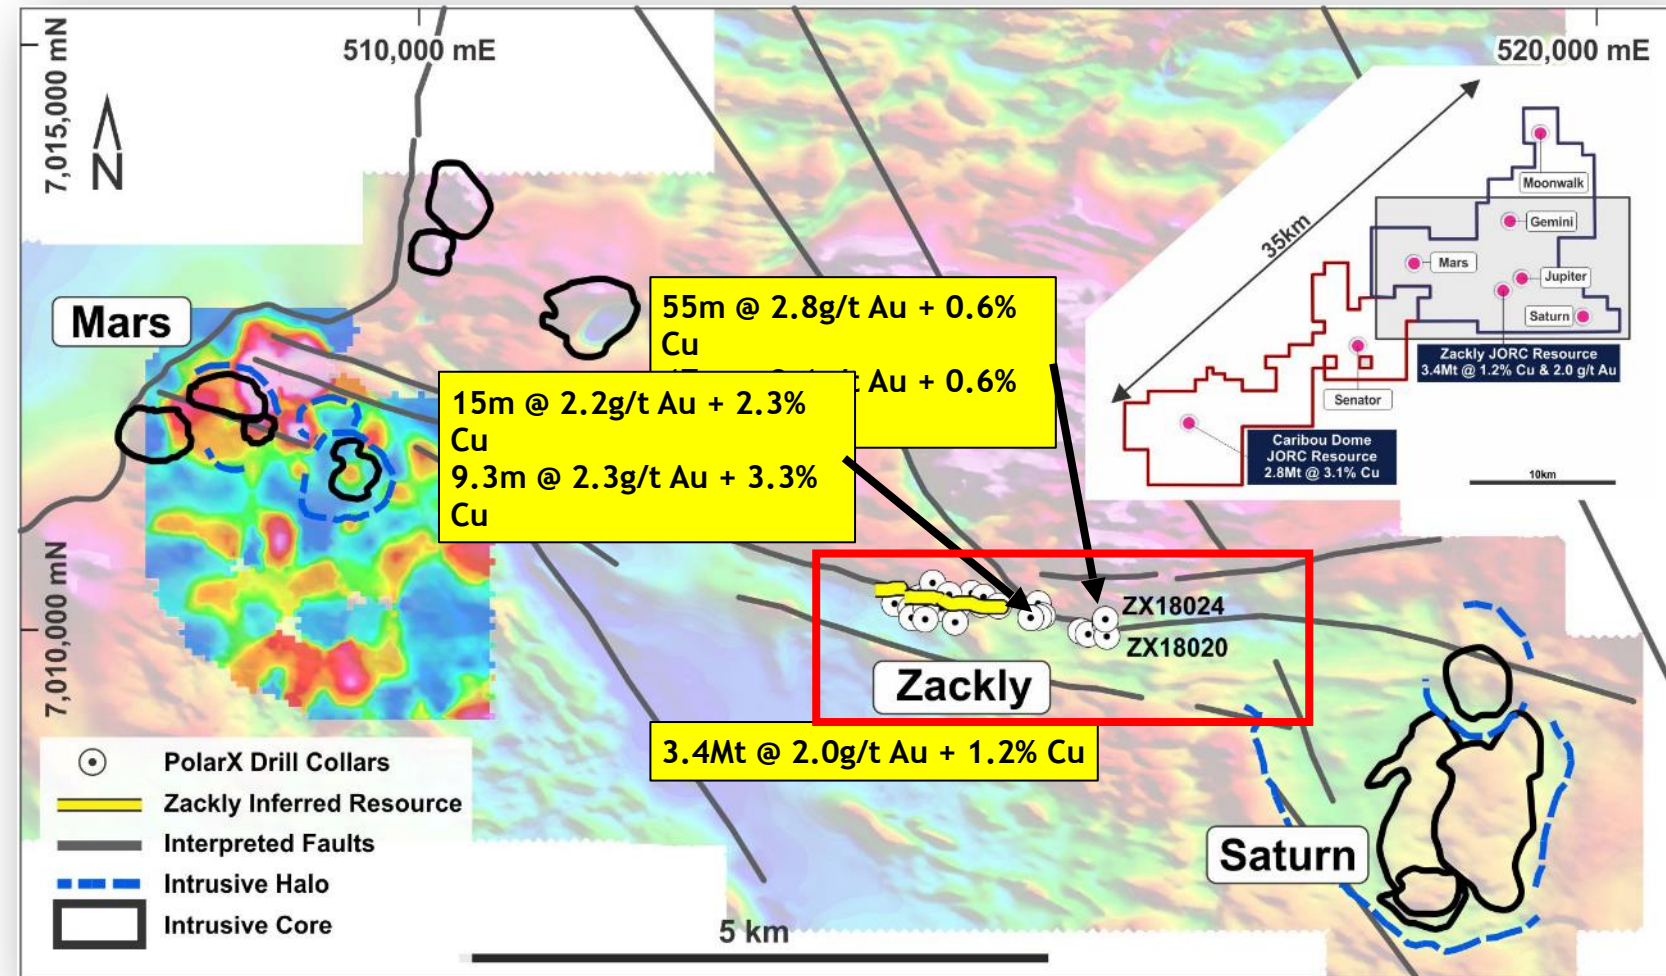 510,000 mE
520,000 mE
7,015,000 mN
N
35km
Moonwalk
Gemini
Mars
Jupiter
Saturn
Zackly JORC Resource
3.4Mt @ 1.2% Cu & 2.0 g/t Au
Senator
Caribou Dome
JORC Resource
2.8Mt @ 3.1% Cu
10km
Mars
55m @ 2.8g/t Au + 0.6%
Cu
Au + 0.6%
15m @ 2.2g/t Au + 2.3%
Cu
9.3m @ 2.3g/t Au + 3.3%
Cu
7,010,000 mN
ZX18024
ZX18020
Zackly
3.4Mt @ 2.0g/t Au + 1.2% Cu
Saturn
PolarX Drill Collars
Zackly Inferred Resource
Interpreted Faults
Intrusive Halo
Intrusive Core
5 km